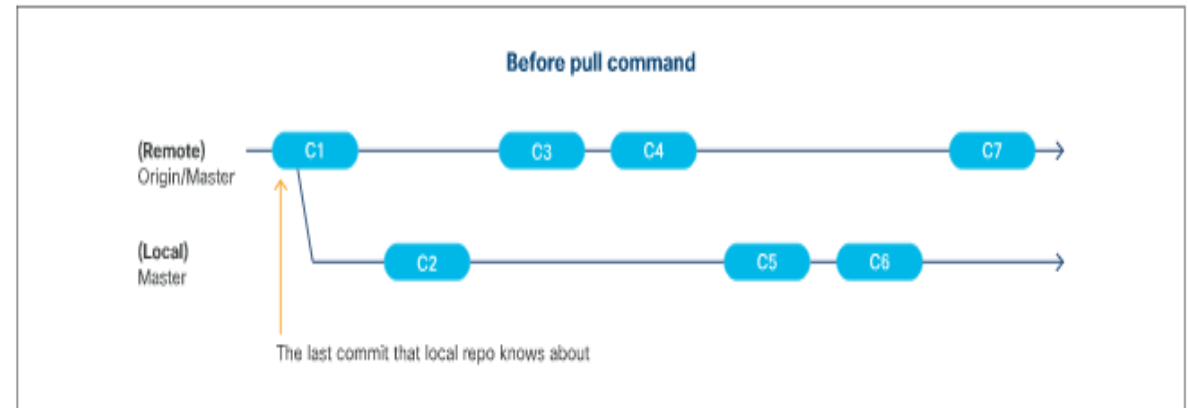 Before pull command
(Remote)
Origin/Master
C1
C3
C4
C7
(Local)
Master
C2
C5
C6
The last commit that local repo knows about